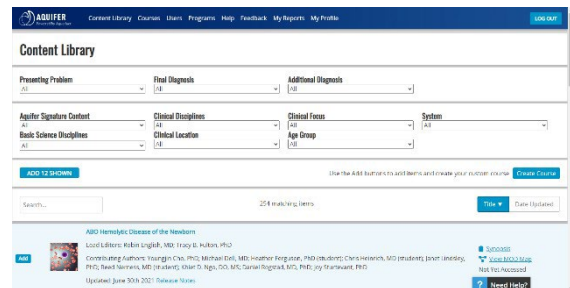 AQUIFER
Content Library Courses Users Programs Help Feedback My Reports My Profile
LOG OUT
Content Library
Presenting Problem Final Diagnosis Additional Diagnosis
All All All
Aquifer Signature Content Clinical Disciplines Clinical Focus System
All All All All
Basic Science Disciplines Clinical Location Age Group
All All All
ADD 12 SHOWN
Use the Add buttons to add items and create your custom course Create Course
Search... 254 matching items Title ▼ Date Updated
ABO Hemolytic Disease of the Newborn
Lead Editors: Robin English, MD; Tracy B. Fulton, PhD
Add
Contributing Authors: Youngjin Cho, PhD; Michael Dell, MD; Heather Ferguson, PhD (student); Chris Heinrich, MD (student); Janet Lindsley,
PhD; Reed Norness, MD (student); Khiet D. Ngo, DO, MS; Daniel Rogstad, MD, PhD; Joy Sturtevant, PhD
Synopsis
View MOD Map
Not Yet Accessed
Updated: June 30th 2021 Release Notes
? Need Help?